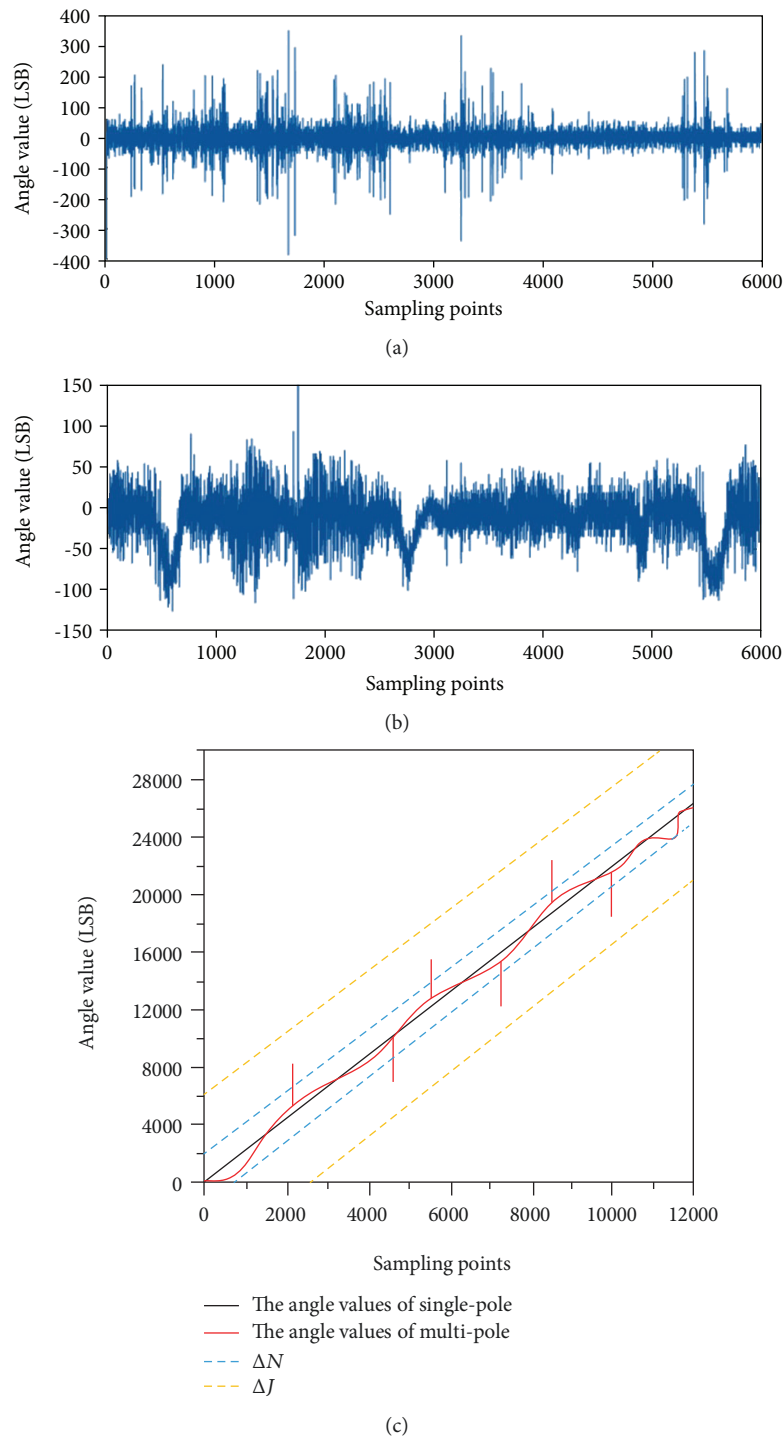 400
300
200
100
0
-100
-200
-300
-400
Angle value (LSB)
0 1000 2000 3000 4000 5000 6000
Sampling points
(a)
150
100
50
0
-50
-100
-150
Angle value (LSB)
0 1000 2000 3000 4000 5000 6000
Sampling points
(b)
28000
24000
20000
16000
12000
8000
4000
0
Angle value (LSB)
0 2000 4000 6000 8000 10000 12000
Sampling points
The angle values of single-pole
The angle values of multi-pole
ΔN
ΔJ
(c)